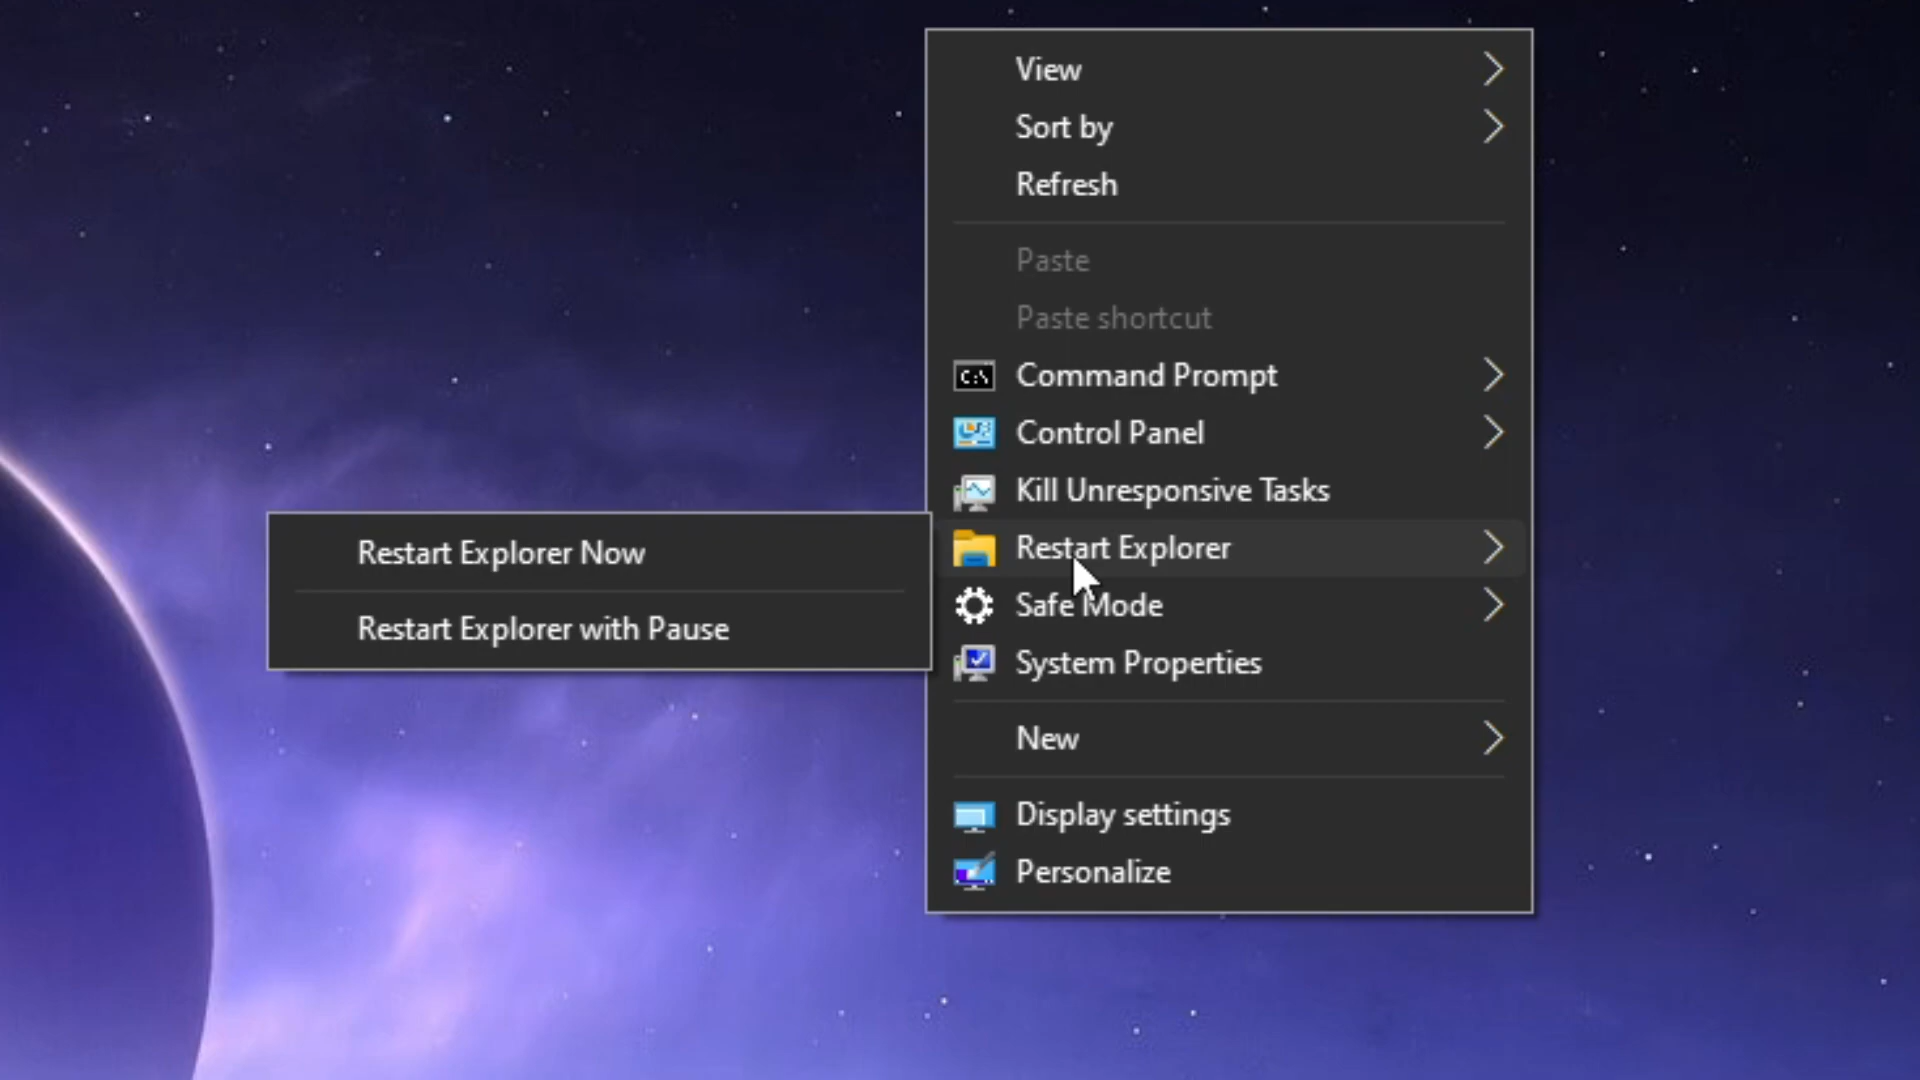 View
Sort by
Refresh
Paste
Paste shortcut
C:\
Command Prompt
Control Panel
Kill Unresponsive Tasks
Restart Explorer
Restart Explorer Now
Restart Explorer with Pause
Safe Mode
System Properties
New
Display settings
Personalize